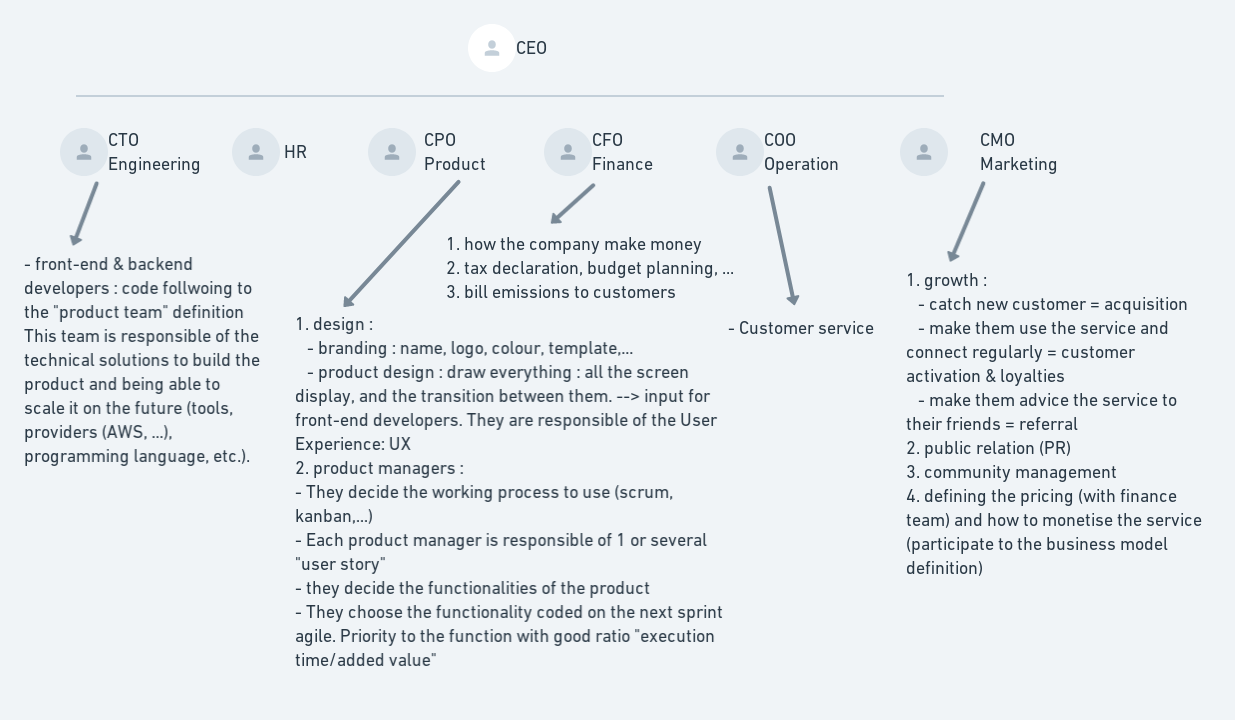 CEO
CTO
Engineering
HR
CPO
Product
CFO
Finance
COO
Operation
CMO
Marketing
- front-end & backend
developers : code follwoing to
the "product team" definition
This team is responsible of the
technical solutions to build the
product and being able to
scale it on the future (tools,
providers (AWS, ...),
programming language, etc.).
1. design :
- branding : name, logo, colour, template,...
- product design : draw everything : all the screen
display, and the transition between them. --> input for
front-end developers. They are responsible of the User
Experience: UX
2. product managers :
- They decide the working process to use (scrum,
kanban,...)
- Each product manager is responsible of 1 or several
"user story"
- they decide the functionalities of the product
- They choose the functionality coded on the next sprint
agile. Priority to the function with good ratio "execution
time/added value"
1. how the company make money
2. tax declaration, budget planning, ...
3. bill emissions to customers
- Customer service
1. growth :
- catch new customer = acquisition
- make them use the service and
connect regularly = customer
activation & loyalties
- make them advice the service to
their friends = referral
2. public relation (PR)
3. community management
4. defining the pricing (with finance
team) and how to monetise the service
(participate to the business model
definition)